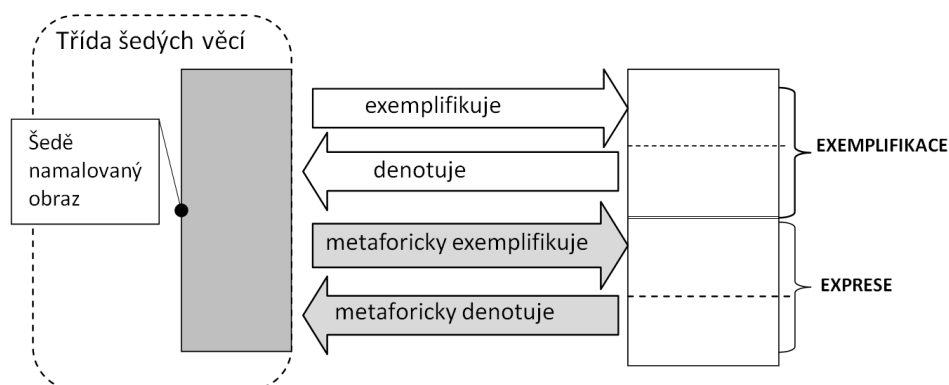 Třída šedých věcí
exemplifikuje
Šedě
namalovaný
obraz
EXEMPLIFIKACE
denotuje
metaforicky exemplifikuje
EXPRESE
metaforicky denotuje